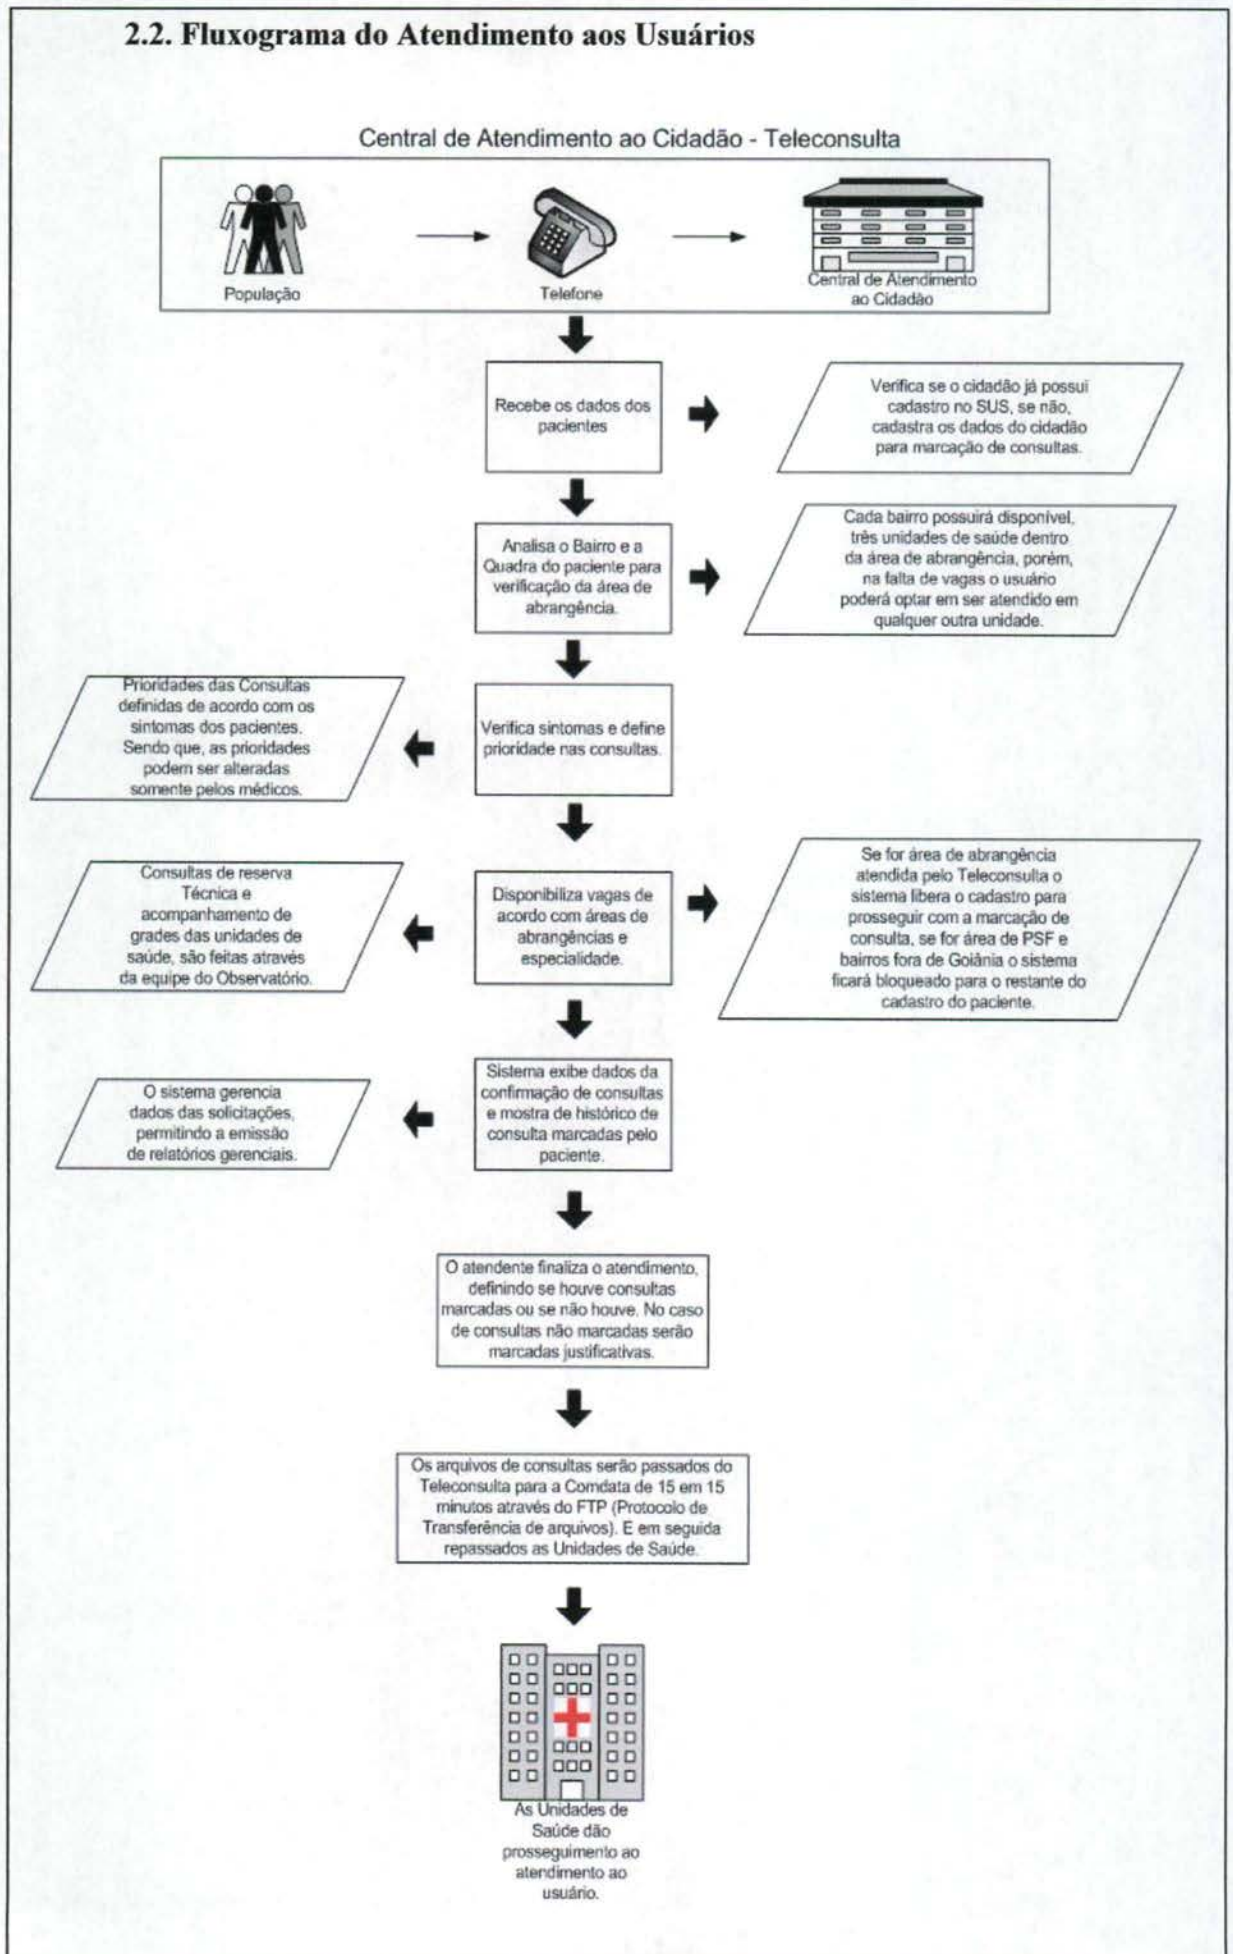 2.2. Fluxograma do Atendimento aos Usuários
Central de Atendimento ao Cidadão - Teleconsulta
População
Telefone
Central de Atendimento
ao Cidadão
Recebe os dados dos
pacientes
Verifica se o cidadão já possui
cadastro no SUS, se não,
cadastra os dados do cidadão
para marcação de consultas.
Analisa o Bairro e a
Quadra do paciente para
verificação da área de
abrangência.
Cada bairro possuirá disponível,
três unidades de saúde dentro
da área de abrangência, porém,
na falta de vagas o usuário
poderá optar em ser atendido em
qualquer outra unidade.
Prioridades das Consultas
definidas de acordo com os
sintomas dos pacientes.
Sendo que, as prioridades
podem ser alteradas
somente pelos médicos.
Verifica sintomas e define
prioridade nas consultas.
Consultas de reserva
Técnica e
acompanhamento de
grades das unidades de
saúde, são feitas através
da equipe do Observatório.
Disponibiliza vagas de
acordo com áreas de
abrangências e
especialidade.
Se for área de abrangência
atendida pelo Teleconsulta o
sistema libera o cadastro para
prosseguir com a marcação de
consulta, se for área de PSF e
bairros fora de Goiânia o sistema
ficará bloqueado para o restante do
cadastro do paciente.
O sistema gerencia
dados das solicitações,
permitindo a emissão
de relatórios gerenciais.
Sistema exibe dados da
confirmação de consultas
e mostra de histórico de
consulta marcadas pelo
paciente.
O atendente finaliza o atendimento,
definindo se houve consultas
marcadas ou se não houve. No caso
de consultas não marcadas serão
marcadas justificativas.
Os arquivos de consultas serão passados do
Teleconsulta para a Comdata de 15 em 15
minutos através do FTP (Protocolo de
Transferência de arquivos). E em seguida
repassados as Unidades de Saúde.
As Unidades de
Saúde dão
prosseguimento ao
atendimento ao
usuário.